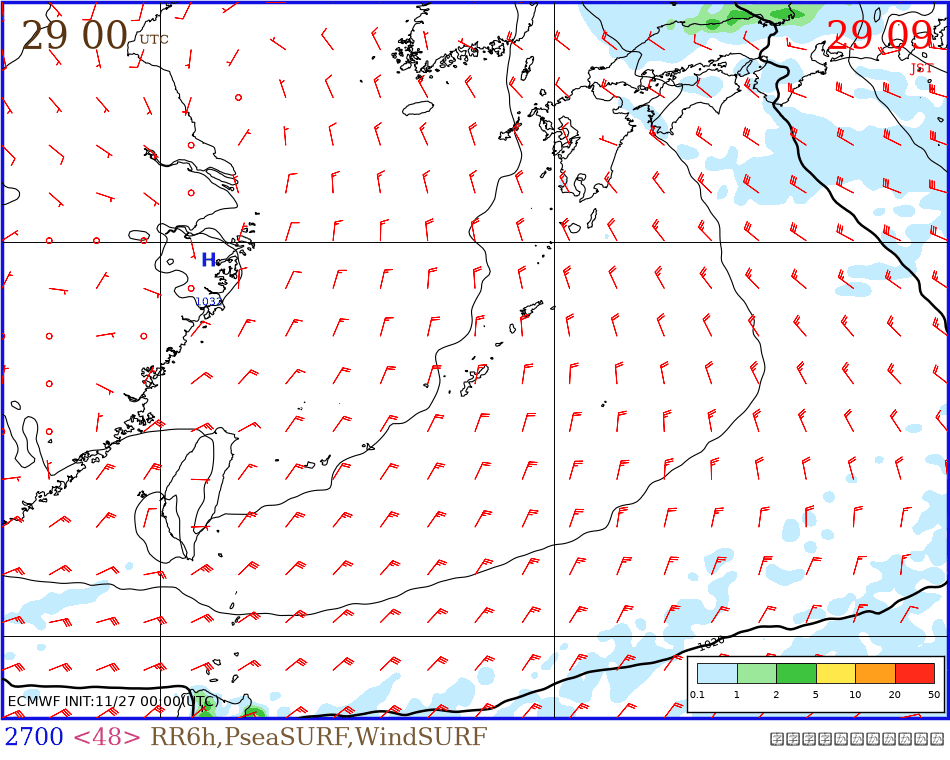 29 00 UTC
29 09 JST
H
1033
1020
0.1 1 2 5 10 20 50
ECMWF INIT:11/27 00:00(UTC)
2700 <48> RR6h,PseaSURF,WindSURF